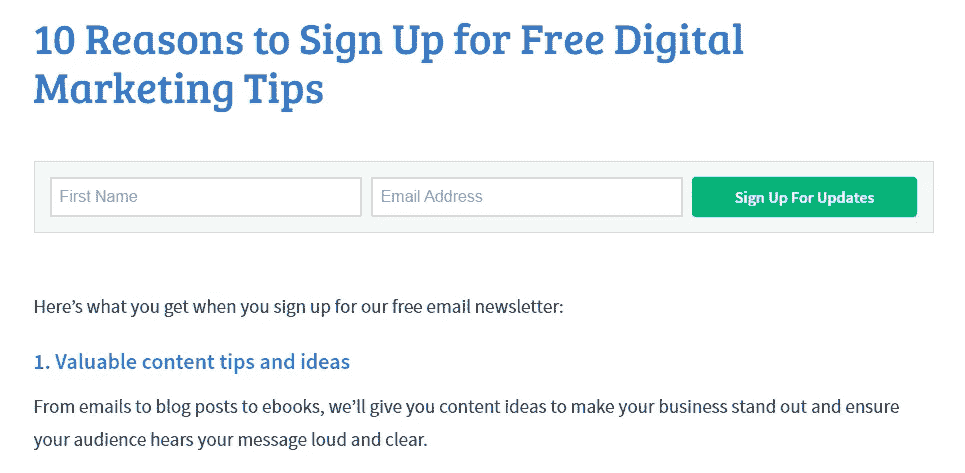 10 Reasons to Sign Up for Free Digital
Marketing Tips
First Name
Email Address
Sign Up For Updates
Here’s what you get when you sign up for our free email newsletter:
1. Valuable content tips and ideas
From emails to blog posts to ebooks, we’ll give you content ideas to make your business stand out and ensure
your audience hears your message loud and clear.